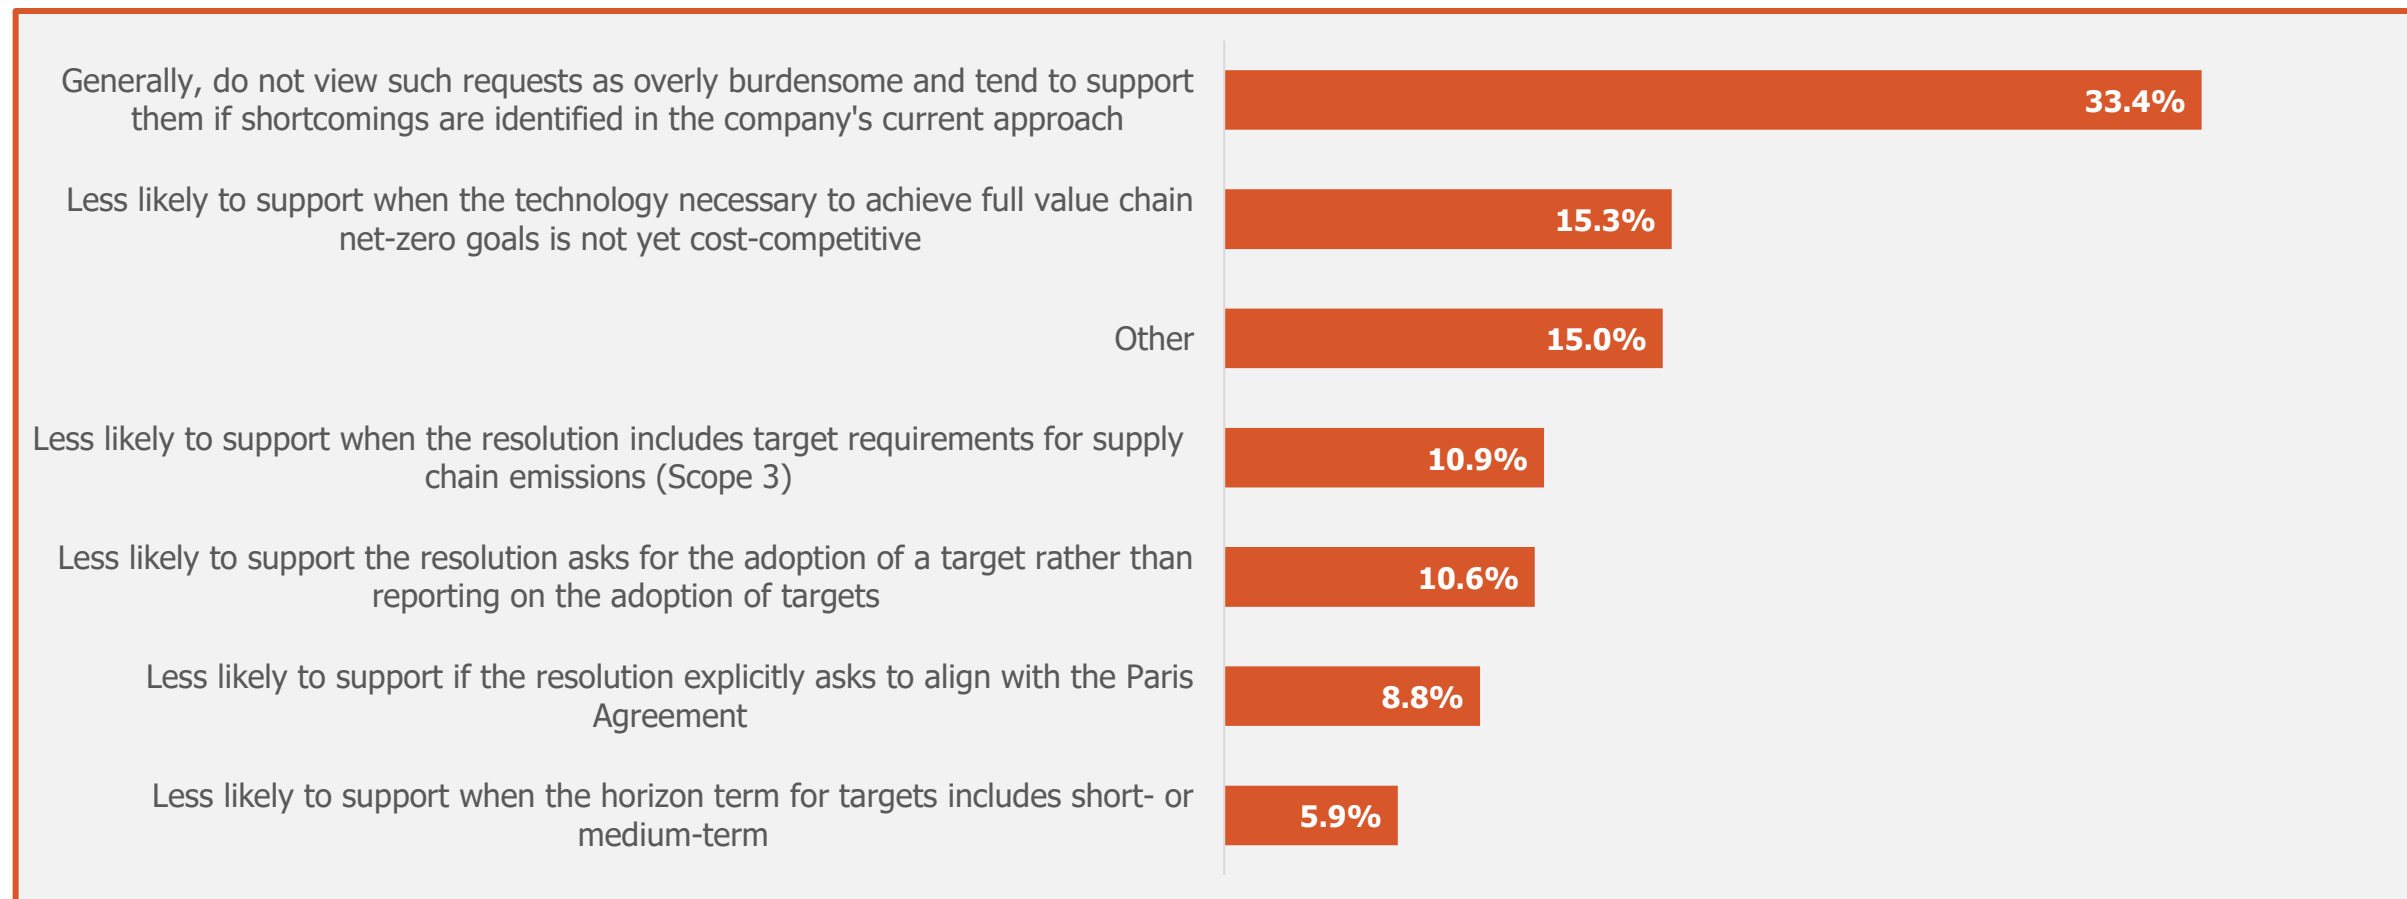 Generally, do not view such requests as overly burdensome and tend to support
them if shortcomings are identified in the company's current approach
33.4%
Less likely to support when the technology necessary to achieve full value chain
net-zero goals is not yet cost-competitive
15.3%
Other
15.0%
Less likely to support when the resolution includes target requirements for supply
chain emissions (Scope 3)
10.9%
Less likely to support the resolution asks for the adoption of a target rather than
reporting on the adoption of targets
10.6%
Less likely to support if the resolution explicitly asks to align with the Paris
Agreement
8.8%
Less likely to support when the horizon term for targets includes short- or
medium-term
5.9%